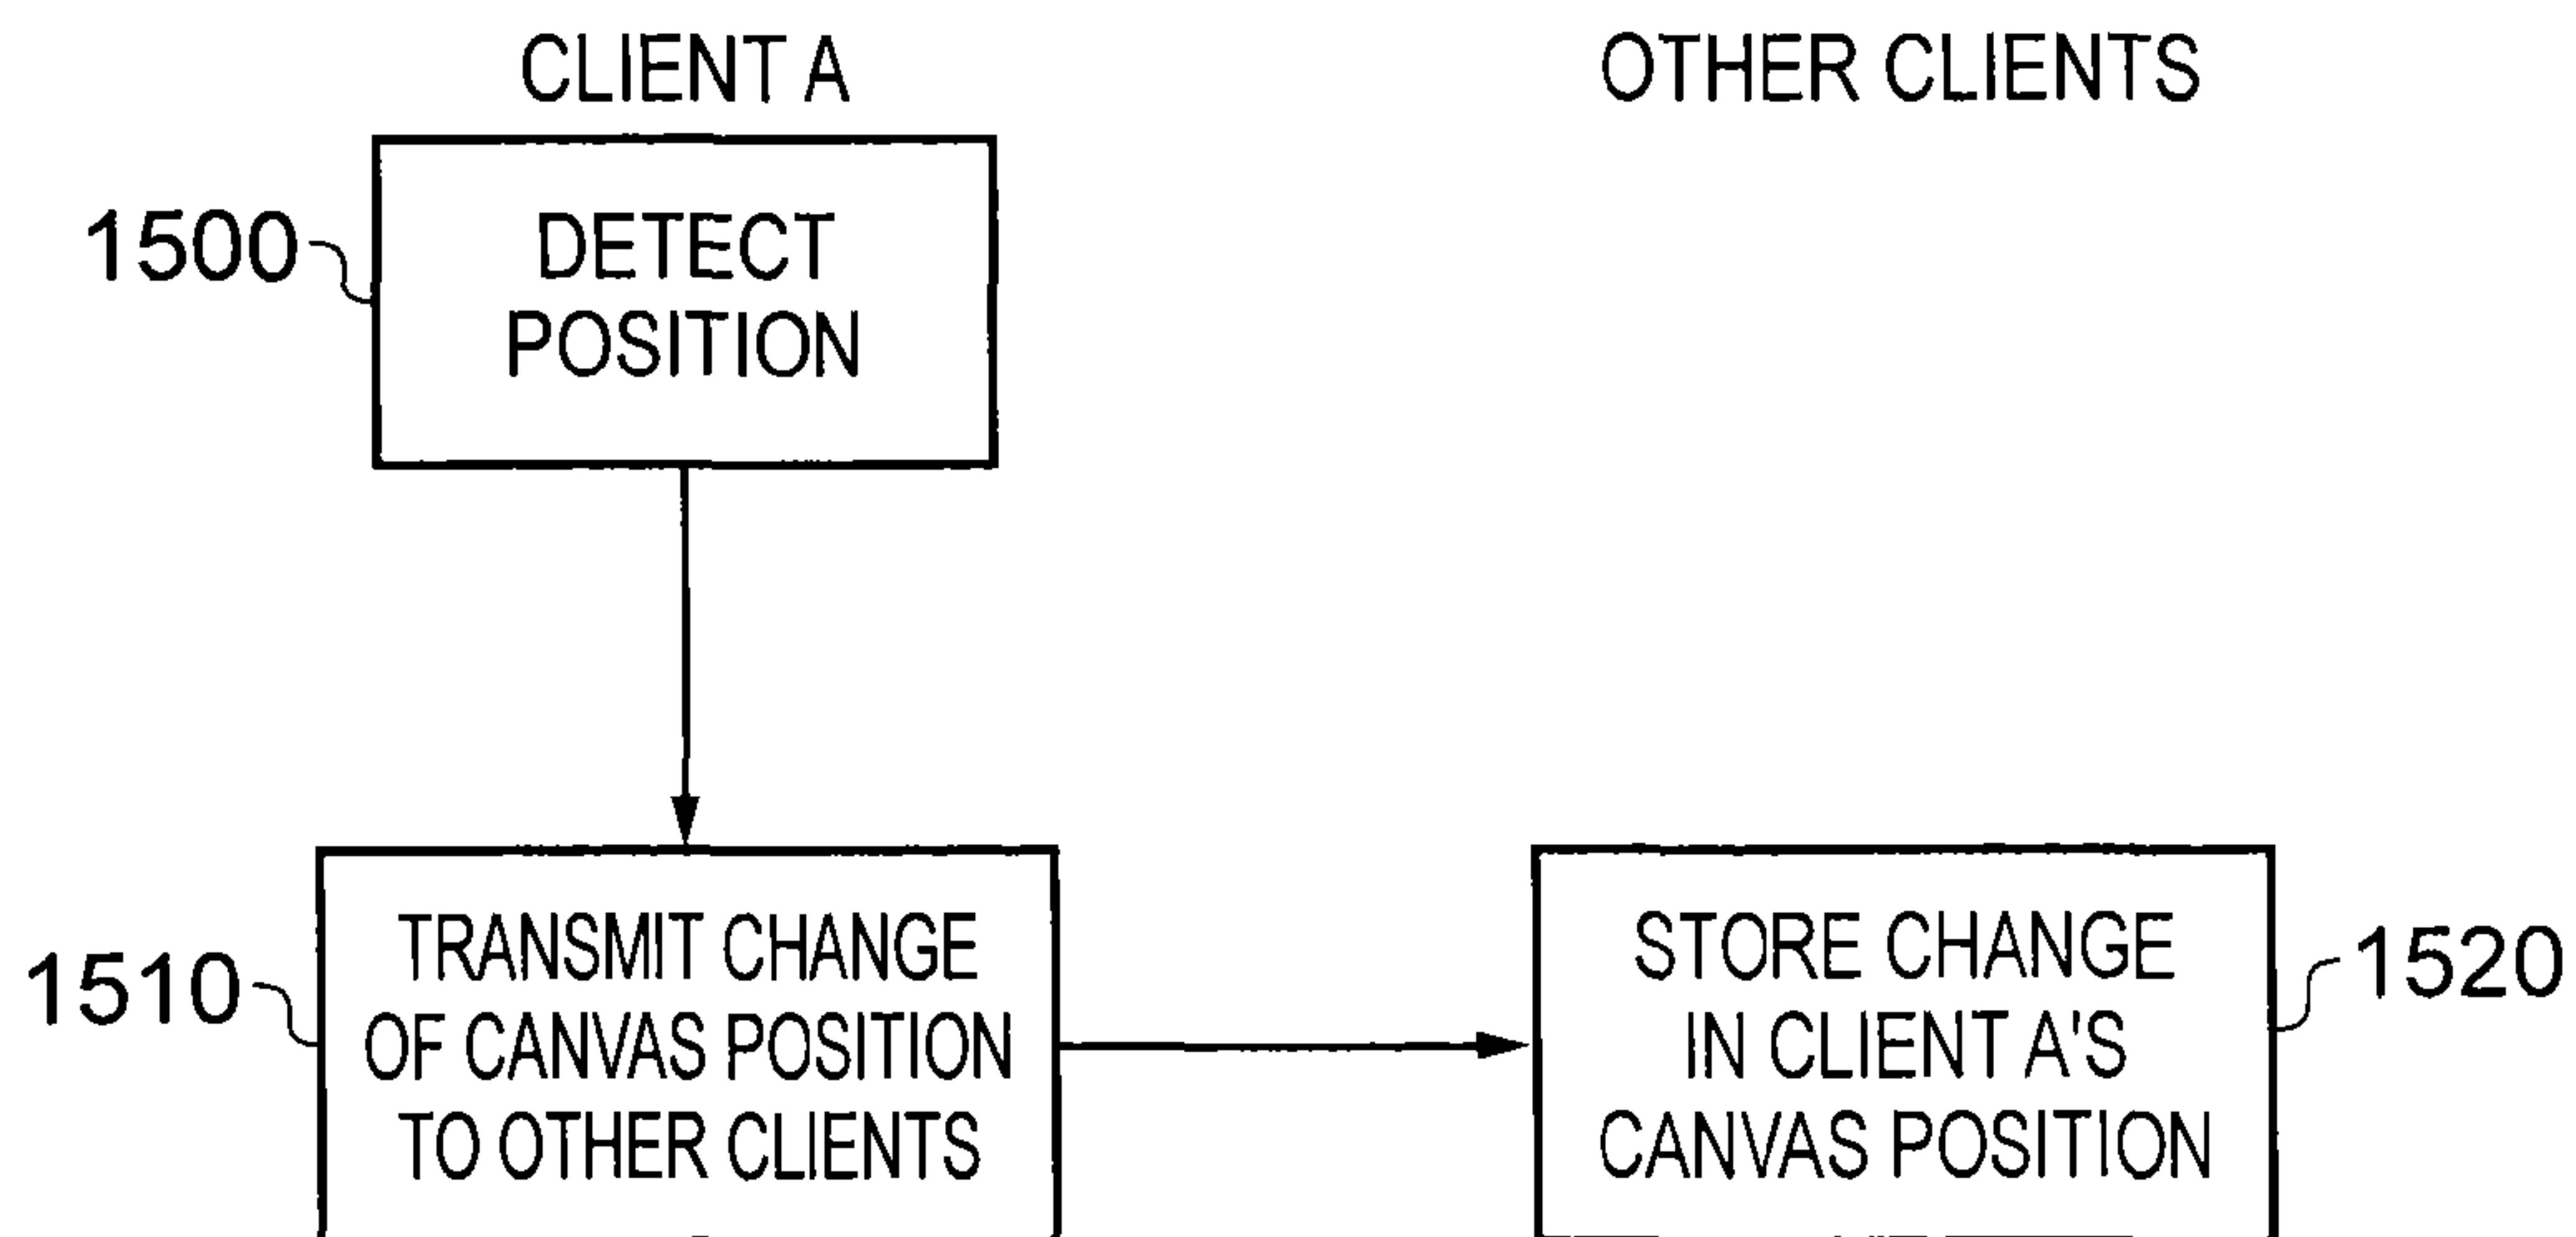 CLIENT A
OTHER CLIENTS
1500
DETECT
POSITION
1510
TRANSMIT CHANGE
OF CANVAS POSITION
TO OTHER CLIENTS
STORE CHANGE
IN CLIENT A'S
CANVAS POSITION
1520